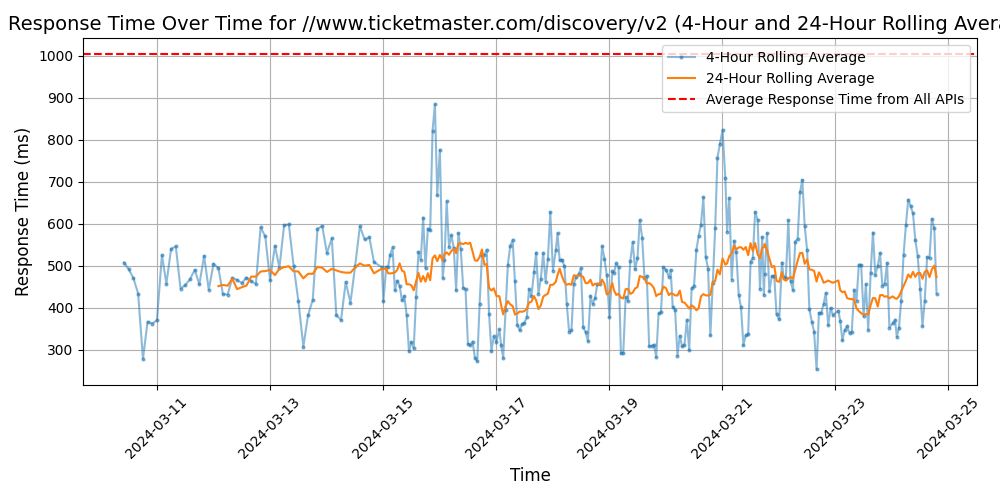 Response Time Over Time for //www.ticketmaster.com/discovery/v2 (4-Hour and 24-Hour Rolling Avera
1000
900
800
700
600
500
400
300
Response Time (ms)
4-Hour Rolling Average
24-Hour Rolling Average
Average Response Time from All APIs
2024-03-11
2024-03-13
2024-03-15
2024-03-17
2024-03-19
2024-03-21
2024-03-23
2024-03-25
Time